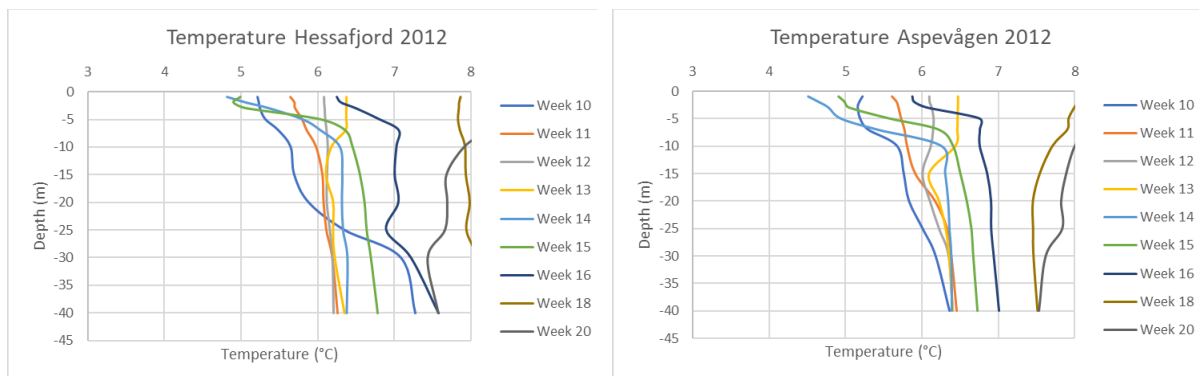 Temperature Hessafjord 2012
3 4 5 6 7 8
0
-5
-10
-15
-20
-25
-30
-35
-40
-45
Depth (m)
Temperature (°C)
Week 10
Week 11
Week 12
Week 13
Week 14
Week 15
Week 16
Week 18
Week 20
Temperature Aspevågen 2012
3 4 5 6 7 8
0
-5
-10
-15
-20
-25
-30
-35
-40
-45
Depth (m)
Temperature (°C)
Week 10
Week 11
Week 12
Week 13
Week 14
Week 15
Week 16
Week 18
Week 20